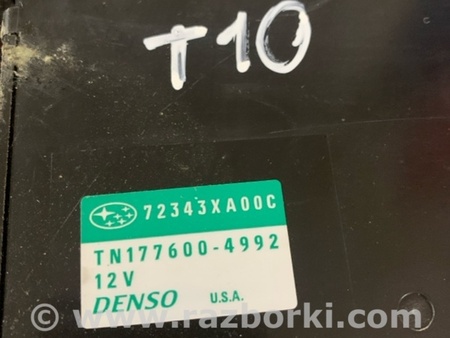 T10
72343XA00C
TN177600-4992
12V
DENSO U.S.A.
www.razborki.com